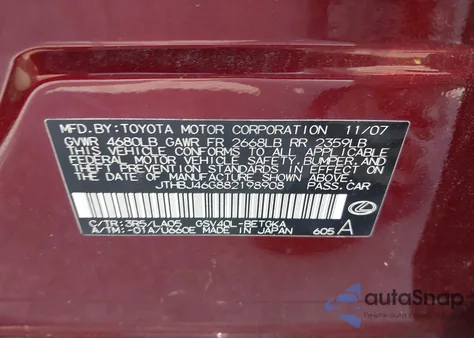 MFD.BY:TOYOTA MOTOR CORPORATION 11/07
GVWR 4680LB GAWR FR 2668LB RR 2359LB
THIS VEHICLE CONFORMS TO ALL APPLICABLE
FEDERAL MOTOR VEHICLE SAFETY, BUMPER, AND
THEFT PREVENTION STANDARDS IN EFFECT ON
THE DATE OF MANUFACTURE SHOWN ABOVE.
JTHBJ46G882198908 PASS.CAR
C/TR:3R5/LA05 GSV40L-BETGKA
A/TM:-01A/U660E MADE IN JAPAN 605 A
autoSnap